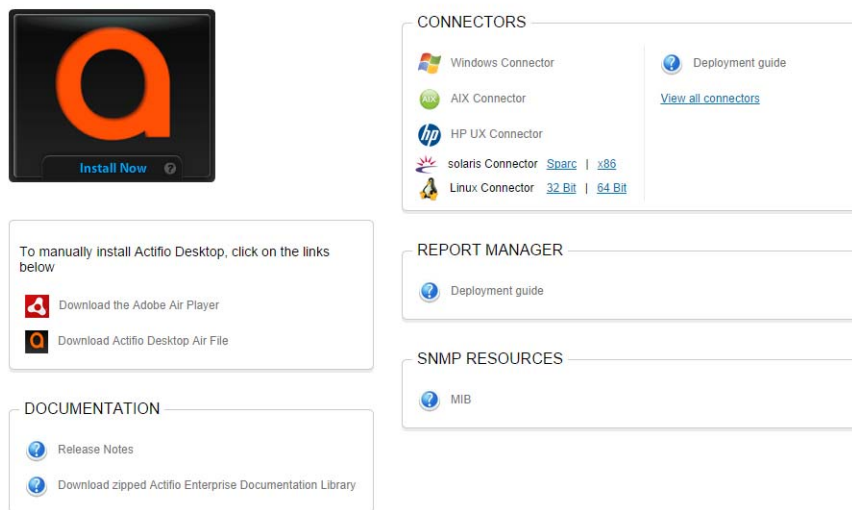 Install Now ?
To manually install Actifio Desktop, click on the links
below
Download the Adobe Air Player
Download Actifio Desktop Air File
DOCUMENTATION
Release Notes
Download zipped Actifio Enterprise Documentation Library
CONNECTORS
Windows Connector
AIX AIX Connector
hp HP UX Connector
solaris Connector Sparc | x86
Linux Connector 32 Bit | 64 Bit
? Deployment guide
View all connectors
REPORT MANAGER
? Deployment guide
SNMP RESOURCES
? MIB